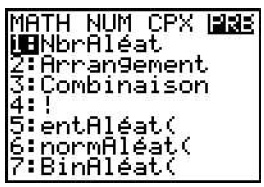 MATH NUM CPX PRB
1:NbrAléat
2:Arrangement
3:Combinaison
4:!
5:entAléat(
6:normAléat(
7:BinAléat(